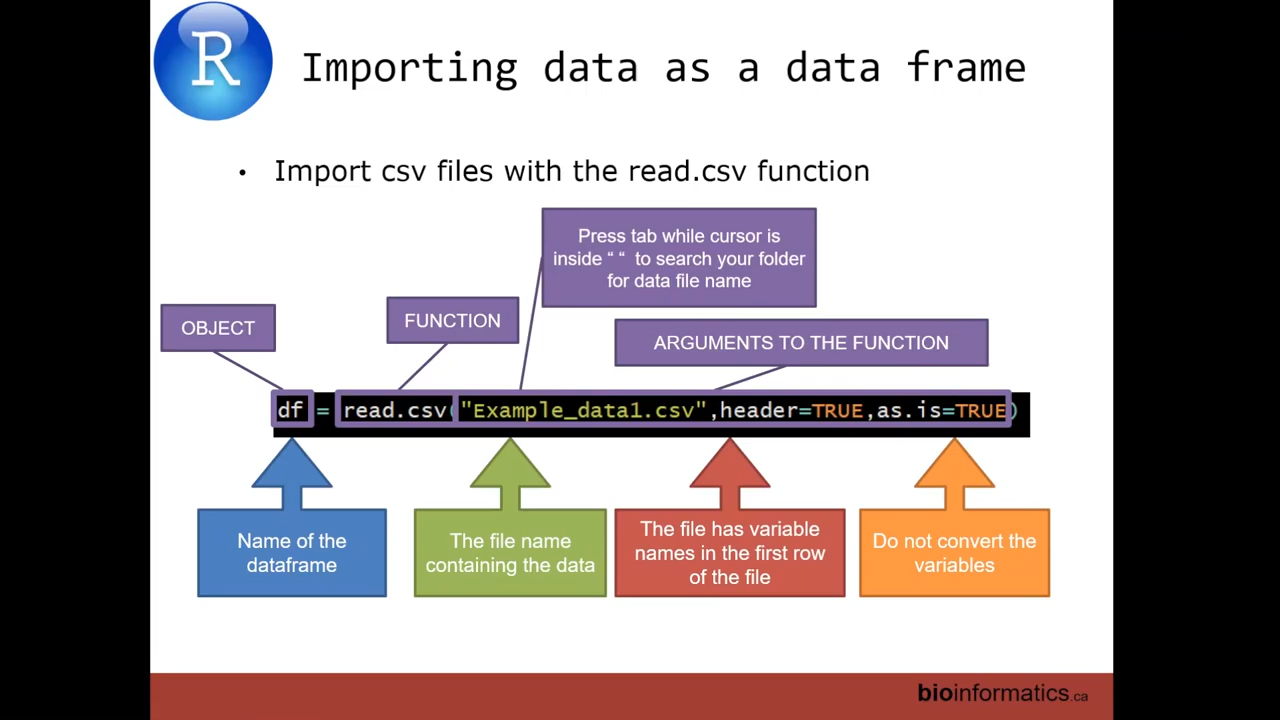 R
Importing data as a data frame
• Import csv files with the read.csv function
Press tab while cursor is
inside “ “ to search your folder
for data file name
OBJECT
FUNCTION
ARGUMENTS TO THE FUNCTION
df = read.csv("Example_data1.csv",header=TRUE,as.is=TRUE)
Name of the
dataframe
The file name
containing the data
The file has variable
names in the first row
of the file
Do not convert the
variables
bioinformatics.ca